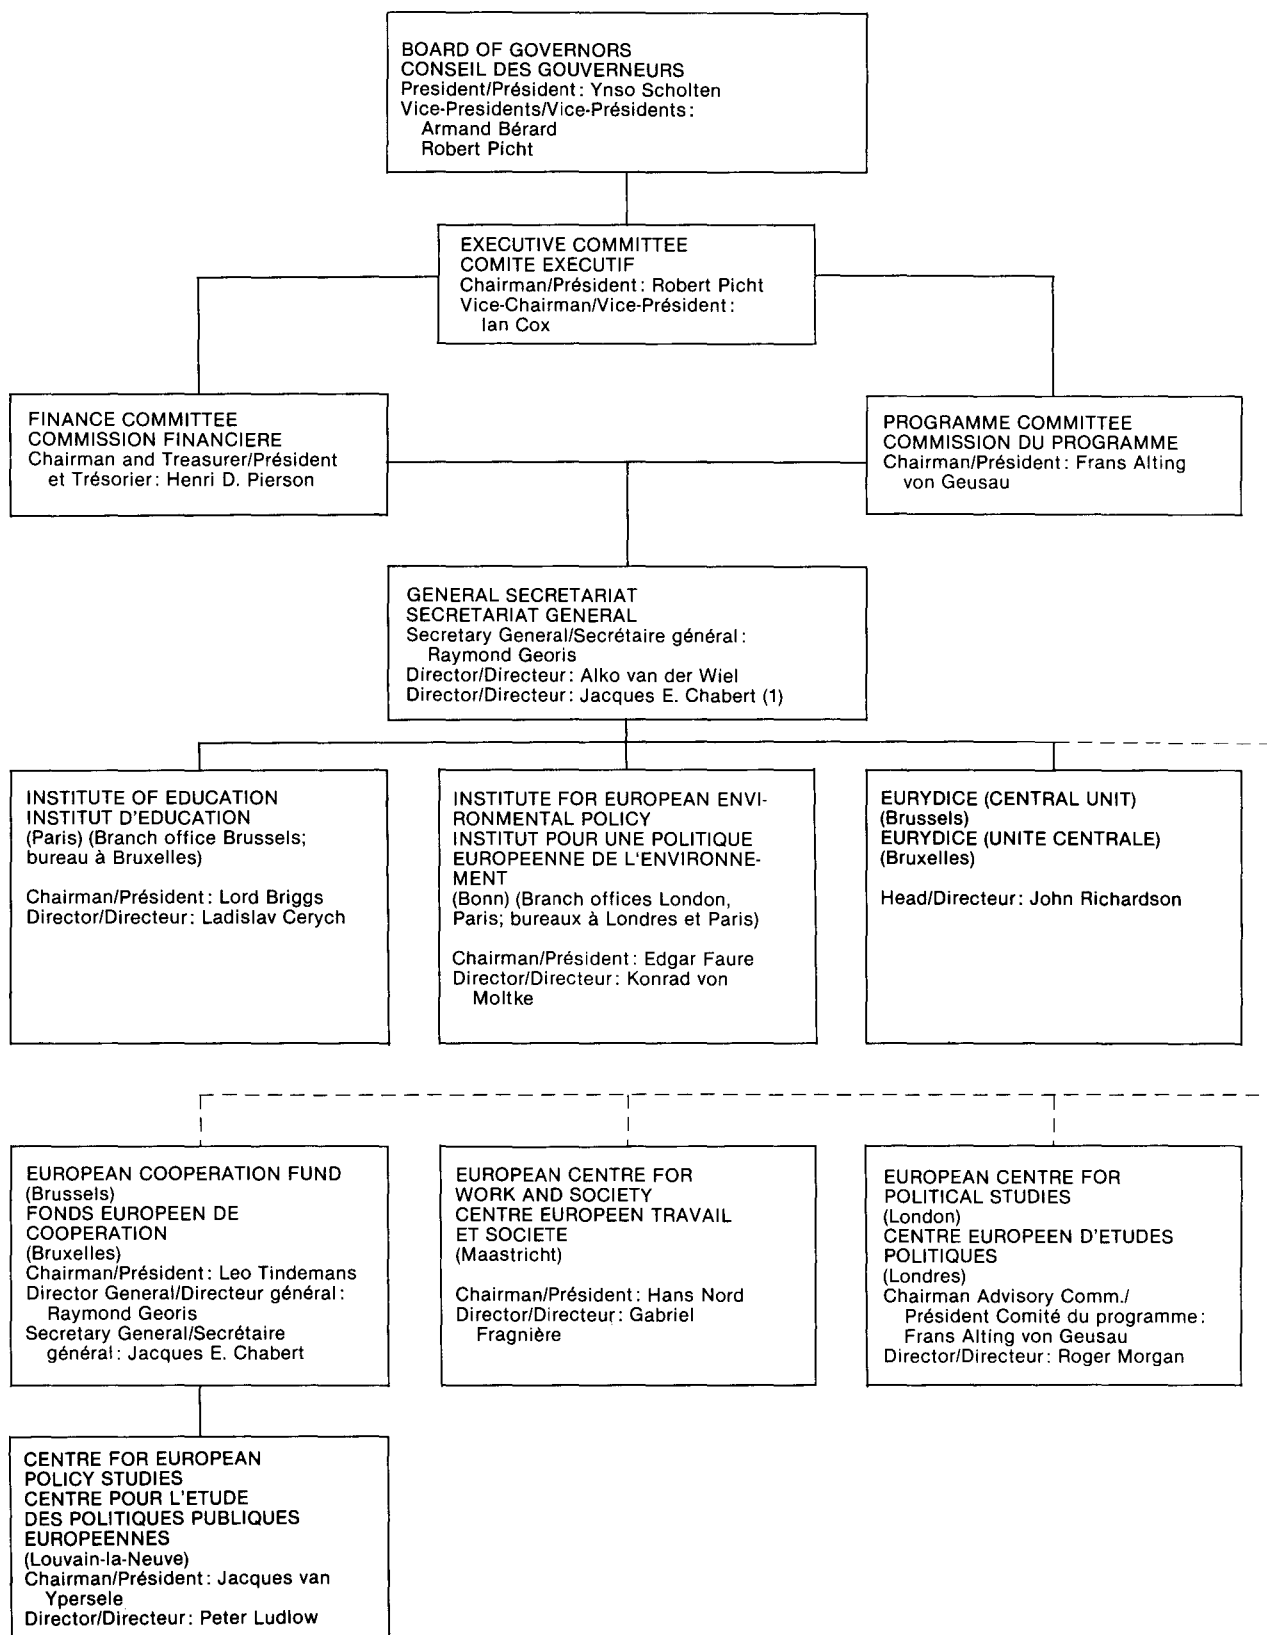 BOARD OF GOVERNORS
CONSEIL DES GOUVERNEURS
President/Président: Ynso Scholten
Vice-Presidents/Vice-Présidents:
Armand Bérard
Robert Picht
EXECUTIVE COMMITTEE
COMITE EXECUTIF
Chairman/Président: Robert Picht
Vice-Chairman/Vice-Président:
Ian Cox
FINANCE COMMITTEE
COMMISSION FINANCIERE
Chairman and Treasurer/Président
et Trésorier: Henri D. Pierson
PROGRAMME COMMITTEE
COMMISSION DU PROGRAMME
Chairman/Président: Frans Alting
von Geusau
GENERAL SECRETARIAT
SECRETARIAT GENERAL
Secretary General/Secrétaire général:
Raymond Georis
Director/Directeur: Alko van der Wiel
Director/Directeur: Jacques E. Chabert (1)
INSTITUTE OF EDUCATION
INSTITUT D'EDUCATION
(Paris) (Branch office Brussels;
bureau à Bruxelles)
Chairman/Président: Lord Briggs
Director/Directeur: Ladislav Cerych
INSTITUTE FOR EUROPEAN ENVI-
RONMENTAL POLICY
INSTITUT POUR UNE POLITIQUE
EUROPEENNE DE L'ENVIRONNE-
MENT
(Bonn) (Branch offices London,
Paris; bureaux à Londres et Paris)
Chairman/Président: Edgar Faure
Director/Directeur: Konrad von
Moltke
EURYDICE (CENTRAL UNIT)
(Brussels)
EURYDICE (UNITE CENTRALE)
(Bruxelles)
Head/Directeur: John Richardson
EUROPEAN COOPERATION FUND
(Brussels)
FONDS EUROPEEN DE
COOPERATION
(Bruxelles)
Chairman/Président: Leo Tindemans
Director General/Directeur général:
Raymond Georis
Secretary General/Secrétaire
général: Jacques E. Chabert
EUROPEAN CENTRE FOR
WORK AND SOCIETY
CENTRE EUROPEEN TRAVAIL
ET SOCIETE
(Maastricht)
Chairman/Président: Hans Nord
Director/Directeur: Gabriel
Fragnière
EUROPEAN CENTRE FOR
POLITICAL STUDIES
(London)
CENTRE EUROPEEN D'ETUDES
POLITIQUES
(Londres)
Chairman Advisory Comm./
Président Comité du programme:
Frans Alting von Geusau
Director/Directeur: Roger Morgan
CENTRE FOR EUROPEAN
POLICY STUDIES
CENTRE POUR L'ETUDE
DES POLITIQUES PUBLIQUES
EUROPEENNES
(Louvain-la-Neuve)
Chairman/Président: Jacques van
Ypersele
Director/Directeur: Peter Ludlow